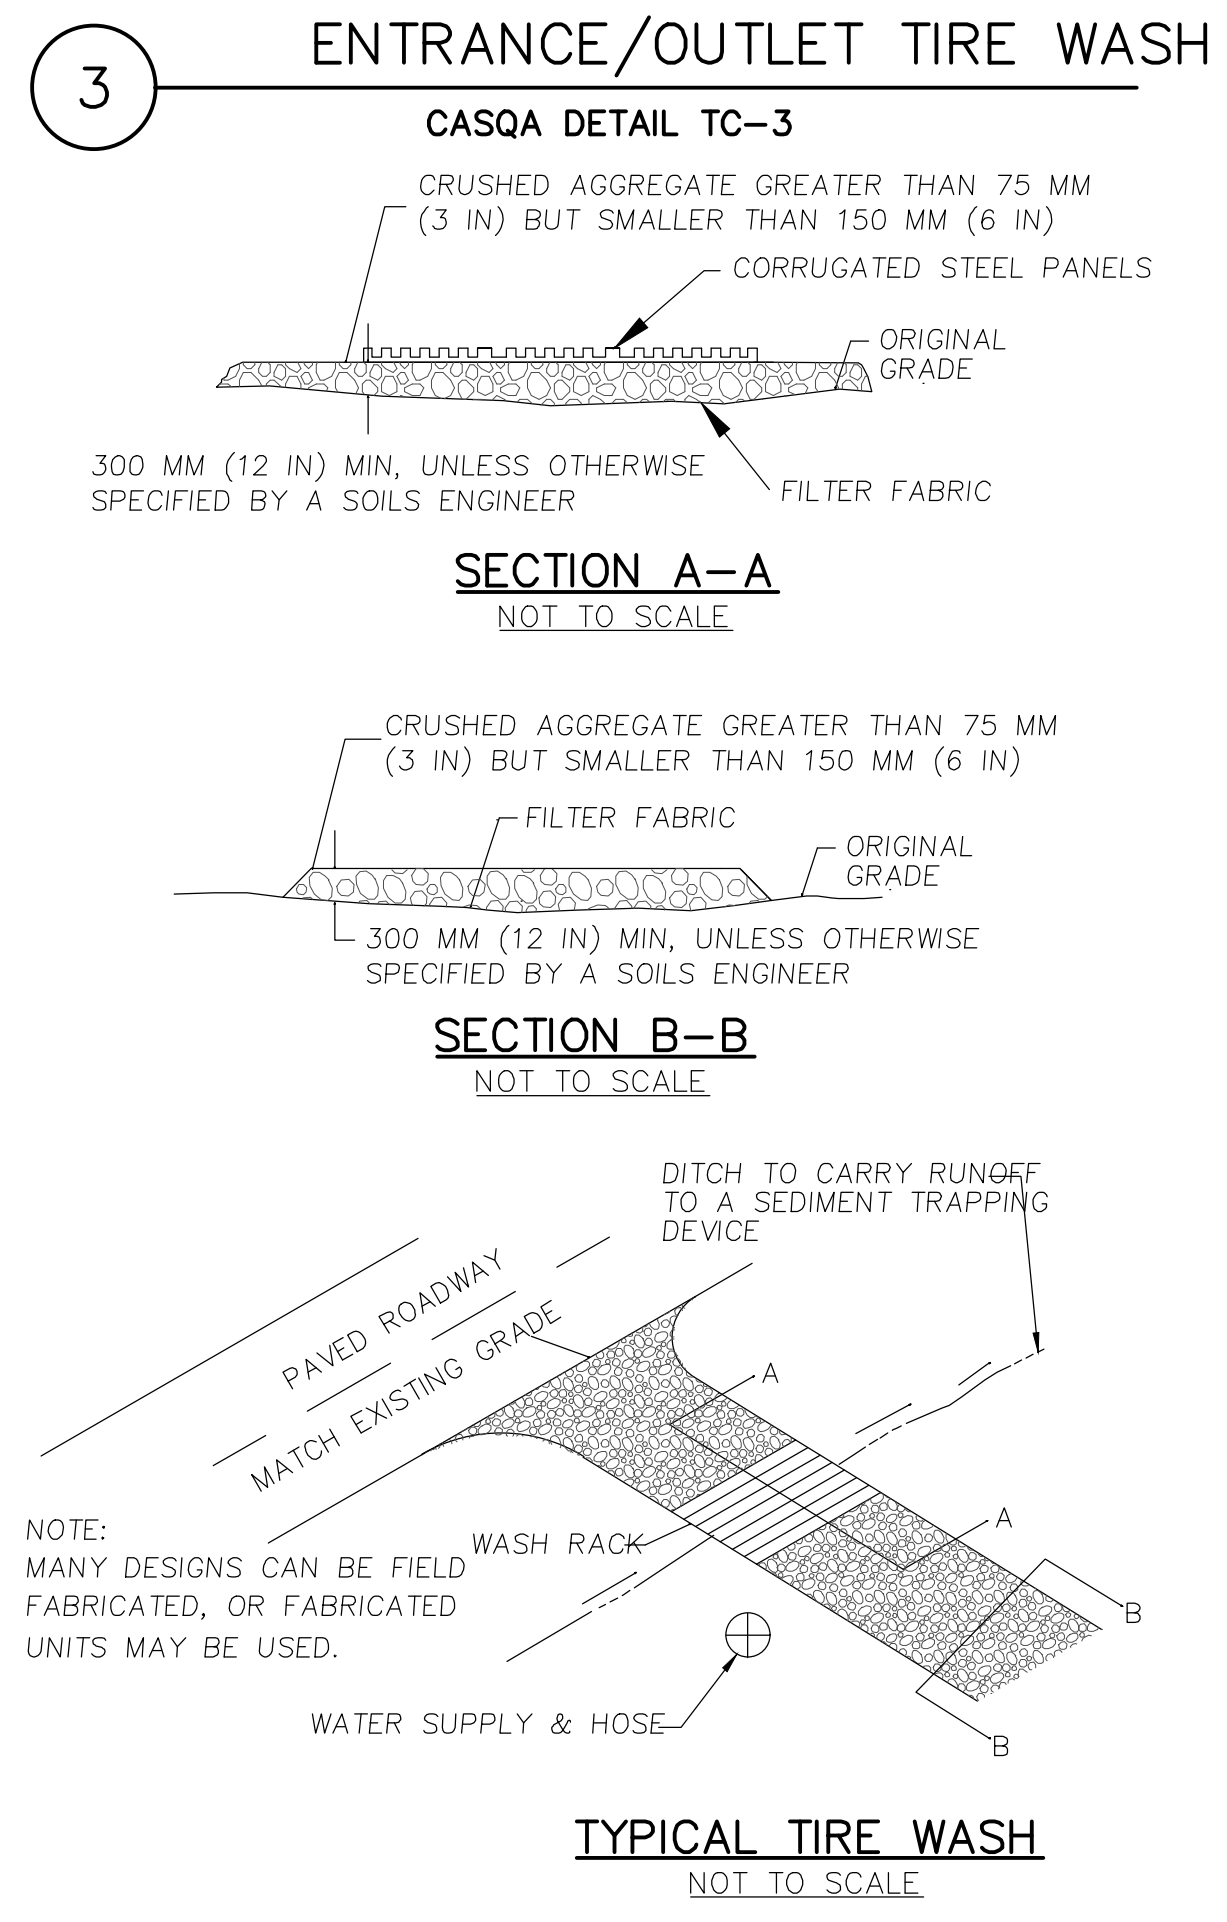 3
ENTRANCE/OUTLET TIRE WASH
CASQA DETAIL TC-3
CRUSHED AGGREGATE GREATER THAN 75 MM
(3 IN) BUT SMALLER THAN 150 MM (6 IN)
CORRUGATED STEEL PANELS
ORIGINAL
GRADE
300 MM (12 IN) MIN, UNLESS OTHERWISE
SPECIFIED BY A SOILS ENGINEER
FILTER FABRIC
SECTION A-A
NOT TO SCALE
CRUSHED AGGREGATE GREATER THAN 75 MM
(3 IN) BUT SMALLER THAN 150 MM (6 IN)
FILTER FABRIC
ORIGINAL
GRADE
300 MM (12 IN) MIN, UNLESS OTHERWISE
SPECIFIED BY A SOILS ENGINEER
SECTION B-B
NOT TO SCALE
DITCH TO CARRY RUNOFF
TO A SEDIMENT TRAPPING
DEVICE
PAVED ROADWAY
MATCH EXISTING GRADE
A
A
NOTE:
MANY DESIGNS CAN BE FIELD
FABRICATED, OR FABRICATED
UNITS MAY BE USED.
WASH RACK
B
WATER SUPPLY & HOSE
B
TYPICAL TIRE WASH
NOT TO SCALE